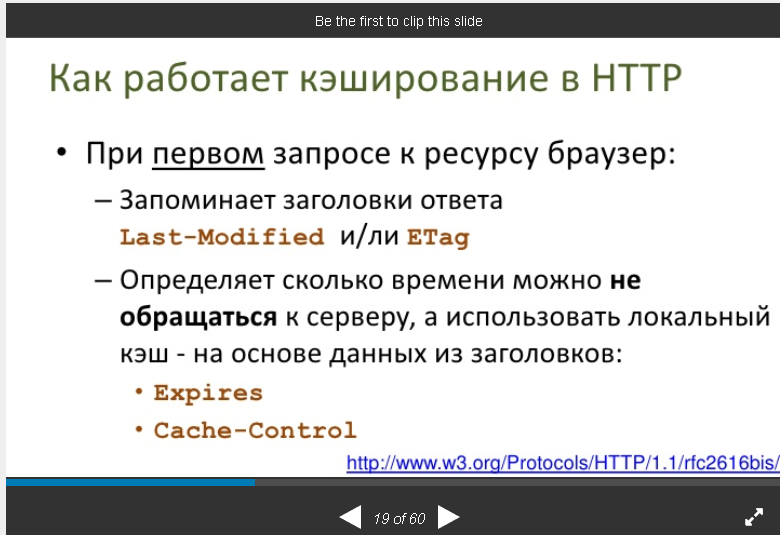 Be the first to clip this slide
Как работает кэширование в HTTP
• При первом запросе к ресурсу браузер:
– Запоминает заголовки ответа
Last-Modified и/ли ETag
– Определяет сколько времени можно не
обращаться к серверу, а использовать локальный
кэш - на основе данных из заголовков:
• Expires
• Cache-Control
http://www.w3.org/Protocols/HTTP/1.1/rfc2616bis/
19 of 60